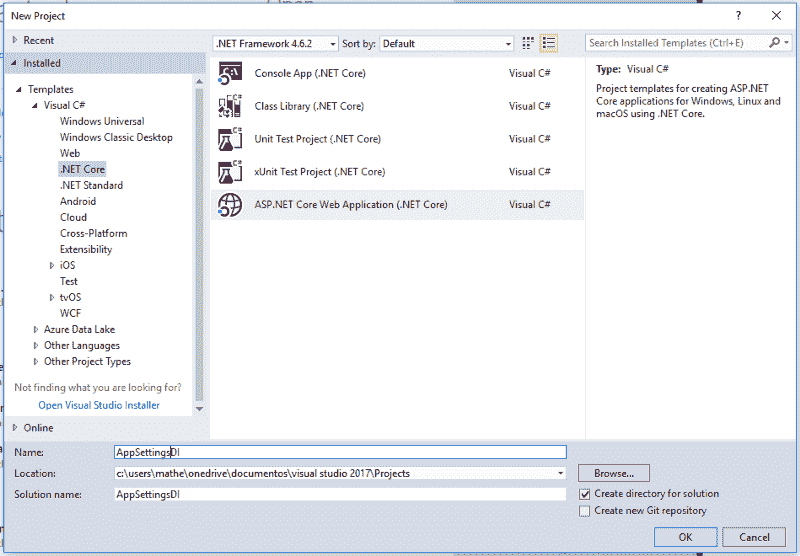 New Project
?
Recent
Installed
.NET Framework 4.6.2
Sort by: Default
Search Installed Templates (Ctrl+E)
Templates
Visual C#
Windows Universal
Windows Classic Desktop
Web
.NET Core
.NET Standard
Android
Cloud
Cross-Platform
Extensibility
iOS
Test
tvOS
WCF
Azure Data Lake
Other Languages
Other Project Types
Not finding what you are looking for?
Open Visual Studio Installer
Online
Console App (.NET Core) Visual C#
Class Library (.NET Core) Visual C#
Unit Test Project (.NET Core) Visual C#
xUnit Test Project (.NET Core) Visual C#
ASP.NET Core Web Application (.NET Core) Visual C#
Type: Visual C#
Project templates for creating ASP.NET
Core applications for Windows, Linux and
macOS using .NET Core.
Name: AppSettingsDI
Location: c:\users\mathe\onedrive\documentos\visual studio 2017\Projects
Browse...
Solution name: AppSettingsDI
Create directory for solution
Create new Git repository
OK
Cancel